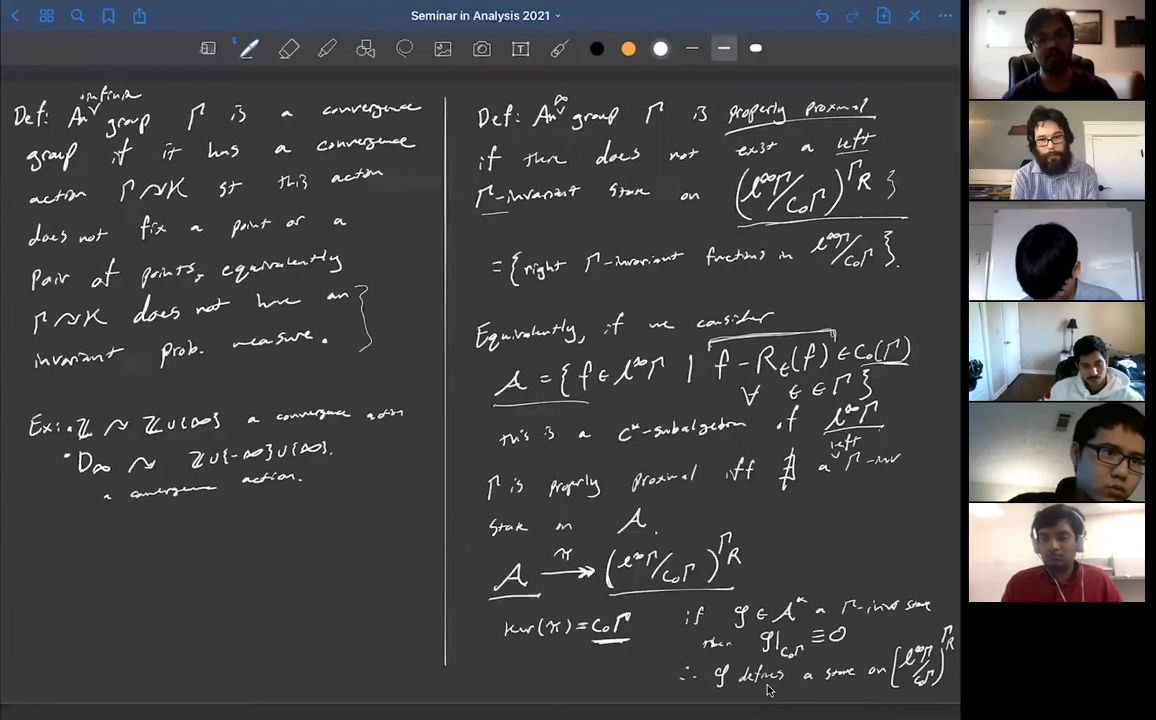 Seminar in Analysis 2021
Def: An infinite group Γ is a convergence
group if it has a convergence
action Γ↷K st this action
does not fix a point or a
pair of points, equivalently
Γ↷K does not have an
invariant prob. measure.
Ex: • ℤ ↷ ℤ∪{∞} a convergence action
• D∞ ↷ ℤ∪{-∞}∪{∞}.
a convergence action.
Def: An ∞ group Γ is properly proximal
if there does not exist a left
Γ-invariant state on (ℓ^∞Γ/C₀Γ)^{Γ_R}
= {right Γ-invariant functions in ℓ^∞Γ/C₀Γ}.
Equivalently, if we consider
A = {f ∈ ℓ^∞Γ | f − R_t(f) ∈ C₀(Γ)
∀ t ∈ Γ}
this is a C*-subalgebra of ℓ^∞Γ
Γ is properly proximal iff ∄ a left Γ-inv
state on A.
A →^π (ℓ^∞Γ/C₀Γ)^{Γ_R}
ker(π) = C₀Γ
if φ ∈ A* a Γ-invt state
then φ|_{C₀Γ} ≡ 0
∴ φ defines a state on [ℓ^∞Γ/C₀Γ]^{Γ_R}